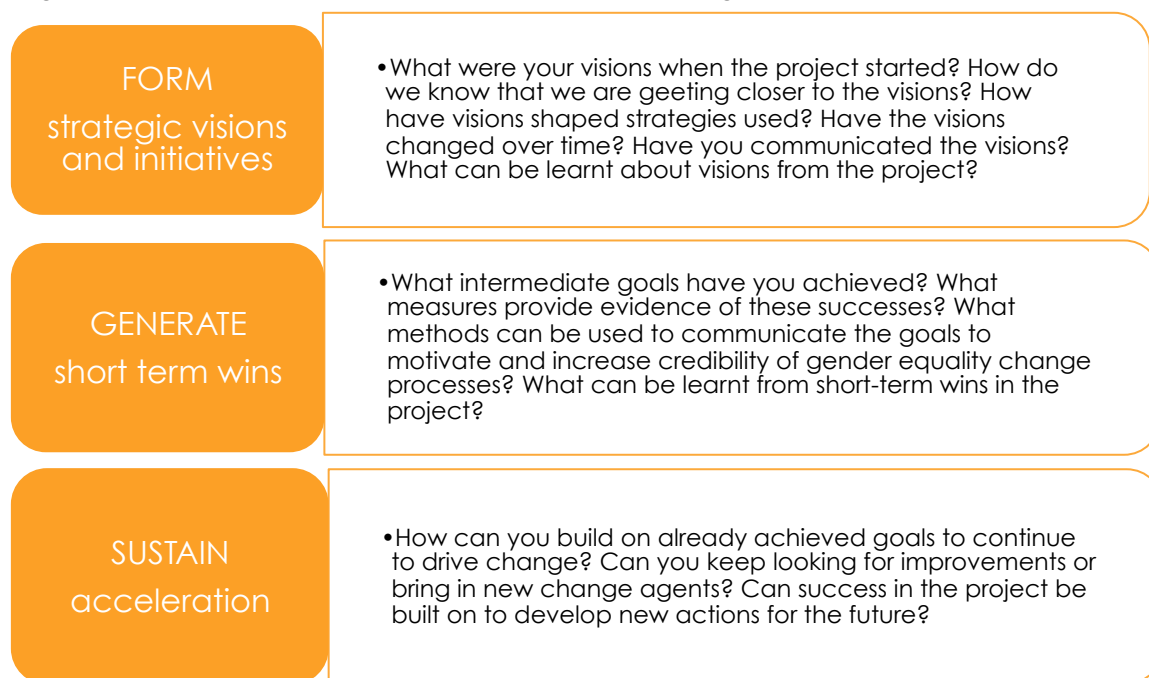 FORM
strategic visions
and initiatives
•What were your visions when the project started? How do
we know that we are geeting closer to the visions? How
have visions shaped strategies used? Have the visions
changed over time? Have you communicated the visions?
What can be learnt about visions from the project?
GENERATE
short term wins
•What intermediate goals have you achieved? What
measures provide evidence of these successes? What
methods can be used to communicate the goals to
motivate and increase credibility of gender equality change
processes? What can be learnt from short-term wins in the
project?
SUSTAIN
acceleration
•How can you build on already achieved goals to continue
to drive change? Can you keep looking for improvements or
bring in new change agents? Can success in the project be
built on to develop new actions for the future?